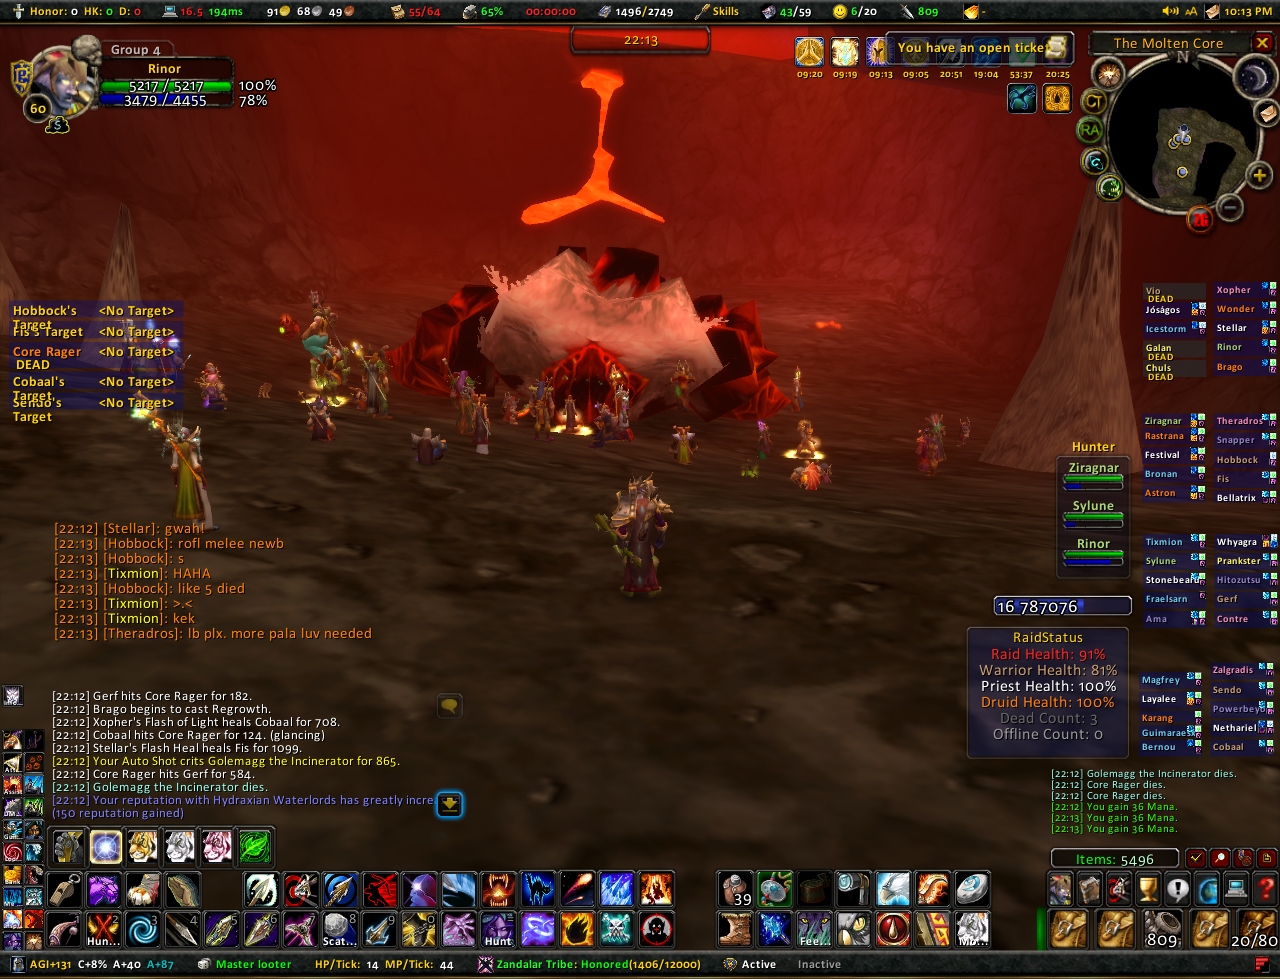 Honor: 0 HK: 0 D: 0
16.5 194ms
91 68 49
55/64
65%
00:00:00
1496/2749
Skills
43/59
6/20
809
-
AA
10:13 PM
22:13
Group 4
Rinor
5217 / 5217 100%
3479 / 4455 78%
60
S
You have an open ticket
09:20 09:19 09:13 09:05 20:51 19:04 53:37 20:25
The Molten Core
N
CT
RA
Hobbock's Target <No Target>
Fis's Target <No Target>
Core Rager <No Target>
DEAD
Cobaal's Target <No Target>
Sendo's Target <No Target>
Vio
DEAD
Jóságos
Icestorm
Galan
DEAD
Chuls
DEAD
Xopher
Wonder
Stellar
Rinor
Brago
Ziragnar
Rastrana
Festival
Bronan
Astron
Theradros
Snapper
Hobbock
Fis
Bellatrix
Hunter
Ziragnar
Sylune
Rinor
Tixmion
Sylune
Stonebeard
Fraelsarn
Ama
Whyagra
Prankster
Hitozutsu
Gerf
Contre
[22:12] [Stellar]: gwah!
[22:13] [Hobbock]: rofl melee newb
[22:13] [Hobbock]: s
[22:13] [Tixmion]: HAHA
[22:13] [Hobbock]: like 5 died
[22:13] [Tixmion]: >.<
[22:13] [Tixmion]: kek
[22:13] [Theradros]: lb plx. more pala luv needed
16 787076
RaidStatus
Raid Health: 91%
Warrior Health: 81%
Priest Health: 100%
Druid Health: 100%
Dead Count: 3
Offline Count: 0
Magfrey
Layalee
Karang
Guimaraes
Bernou
Zalgradis
Sendo
Powerbeyo
Nethariel
Cobaal
[22:12] Gerf hits Core Rager for 182.
[22:12] Brago begins to cast Regrowth.
[22:12] Xopher's Flash of Light heals Cobaal for 708.
[22:12] Cobaal hits Core Rager for 124. (glancing)
[22:12] Stellar's Flash Heal heals Fis for 1099.
[22:12] Your Auto Shot crits Golemagg the Incinerator for 865.
[22:12] Core Rager hits Gerf for 584.
[22:12] Golemagg the Incinerator dies.
[22:12] Your reputation with Hydraxian Waterlords has greatly incre
(150 reputation gained)
[22:12] Golemagg the Incinerator dies.
[22:12] Core Rager dies.
[22:12] Core Rager dies.
[22:12] You gain 36 Mana.
[22:13] You gain 36 Mana.
[22:13] You gain 36 Mana.
Items: 5496
39
1 Hun... 2 3 4 5 6 7 Scat... 8 9 0 Hunt
Fee... Mo...
809 20/80
AGI+131 C+8% A+40 A+87
Master looter
HP/Tick: 14 MP/Tick: 44
Zandalar Tribe: Honored(1406/12000)
Active
Inactive